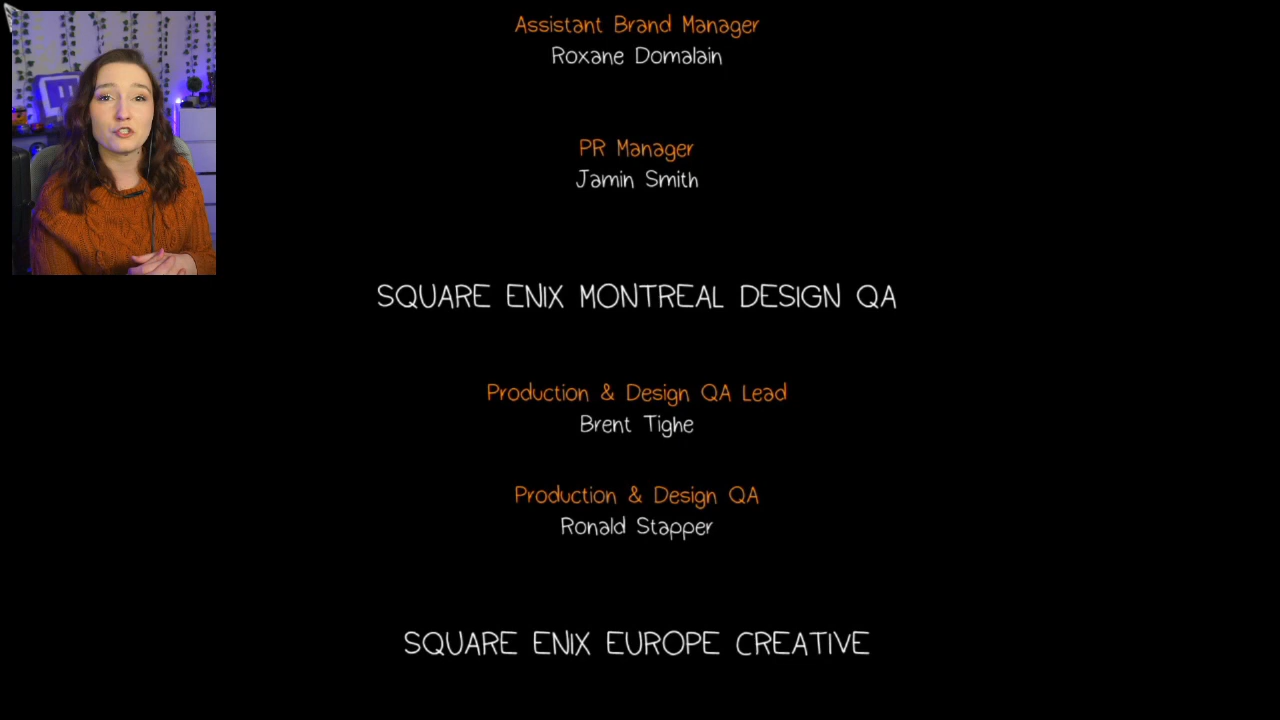 Assistant Brand Manager
Roxane Domalain
PR Manager
Jamin Smith
SQUARE ENIX MONTREAL DESIGN QA
Production & Design QA Lead
Brent Tighe
Production & Design QA
Ronald Stapper
SQUARE ENIX EUROPE CREATIVE